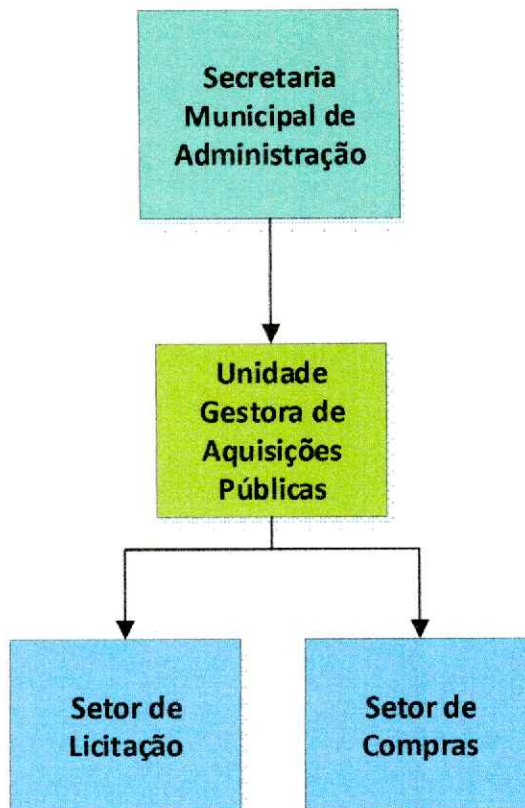 Secretaria
Municipal de
Administração
Unidade
Gestora de
Aquisições
Públicas
Setor de
Licitação
Setor de
Compras